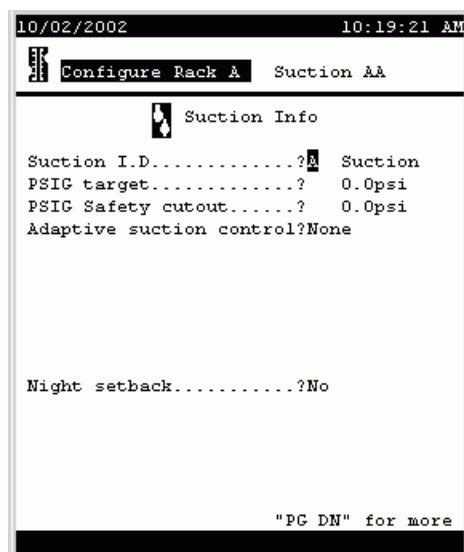 10/02/2002 10:19:21 AM
Configure Rack A Suction AA
Suction Info
Suction I.D.............?A Suction
PSIG target.............? 0.0psi
PSIG Safety cutout......? 0.0psi
Adaptive suction control?None
Night setback...........?No
"PG DN" for more